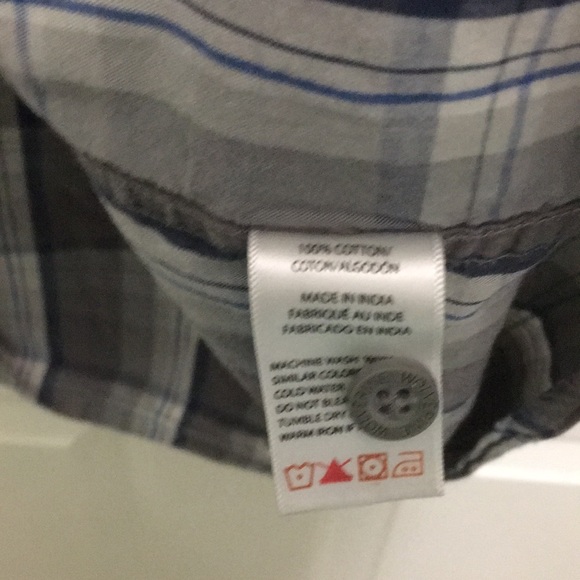 100% COTTON/
COTON/ALGODÓN
MADE IN INDIA
FABRIQUÉ AU INDE
FABRICADO EN INDIA
MACHINE WASH
SIMILAR COLORS
COLD WATER
DO NOT
TUMBLE DRY
WARM IRON IF